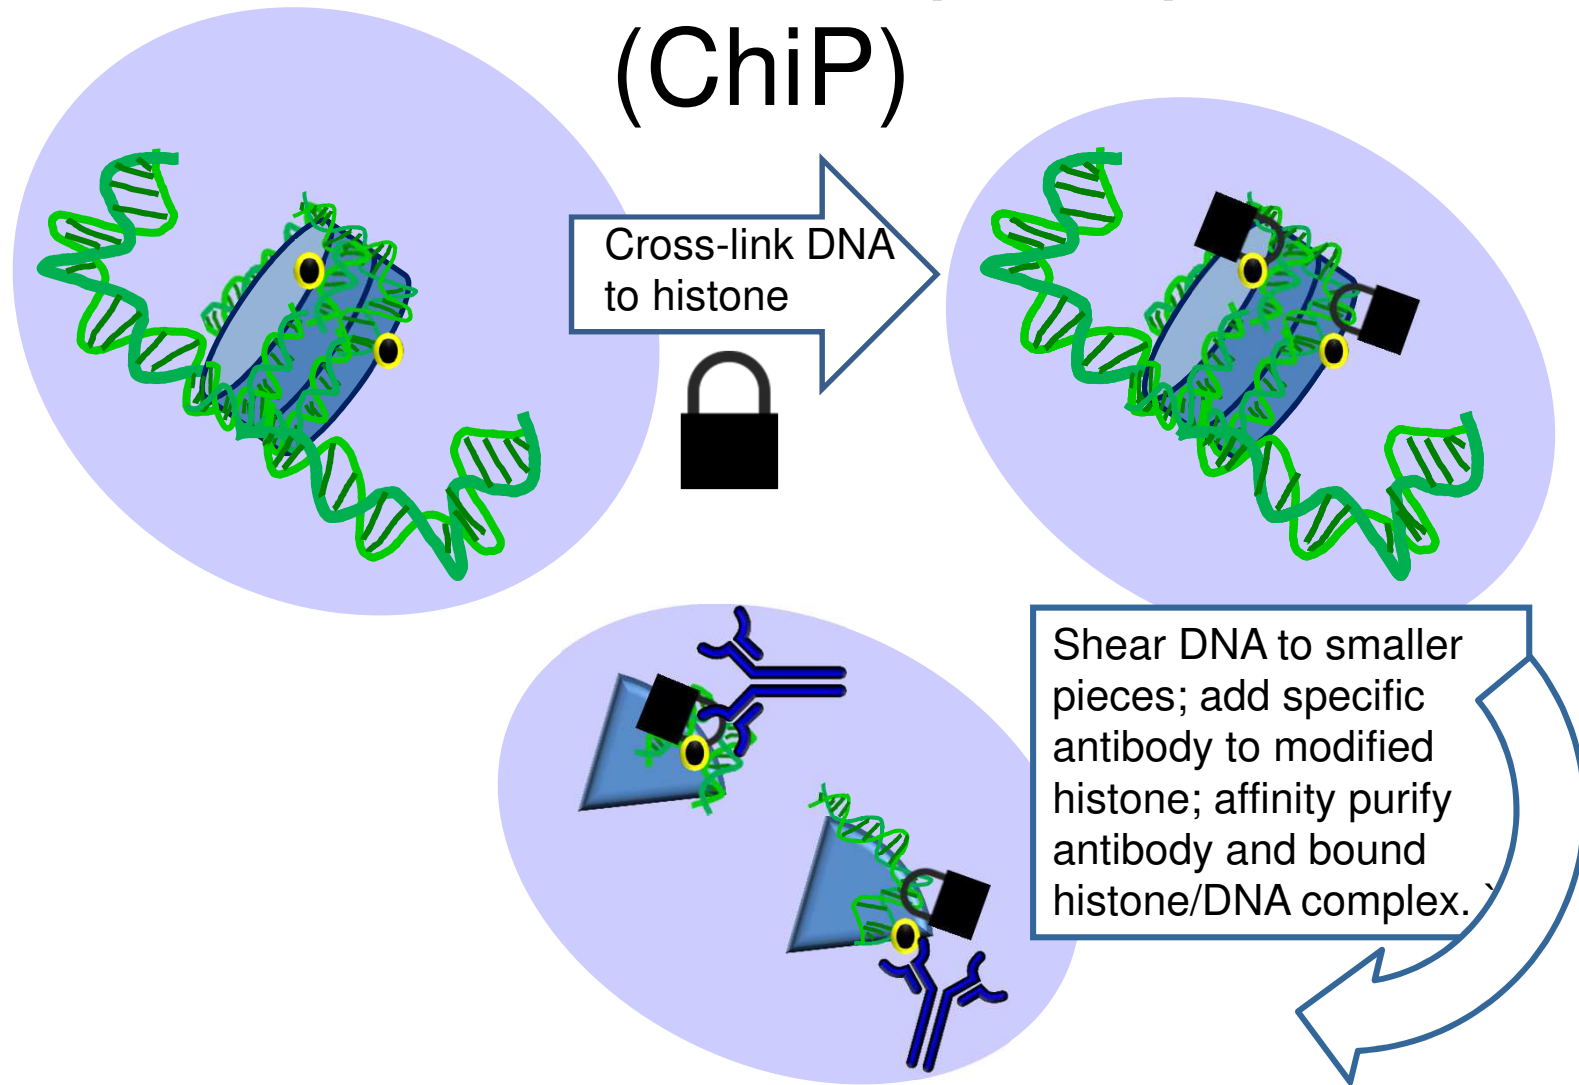 (ChiP)
Cross-link DNA
to histone
Shear DNA to smaller
pieces; add specific
antibody to modified
histone; affinity purify
antibody and bound
histone/DNA complex. `